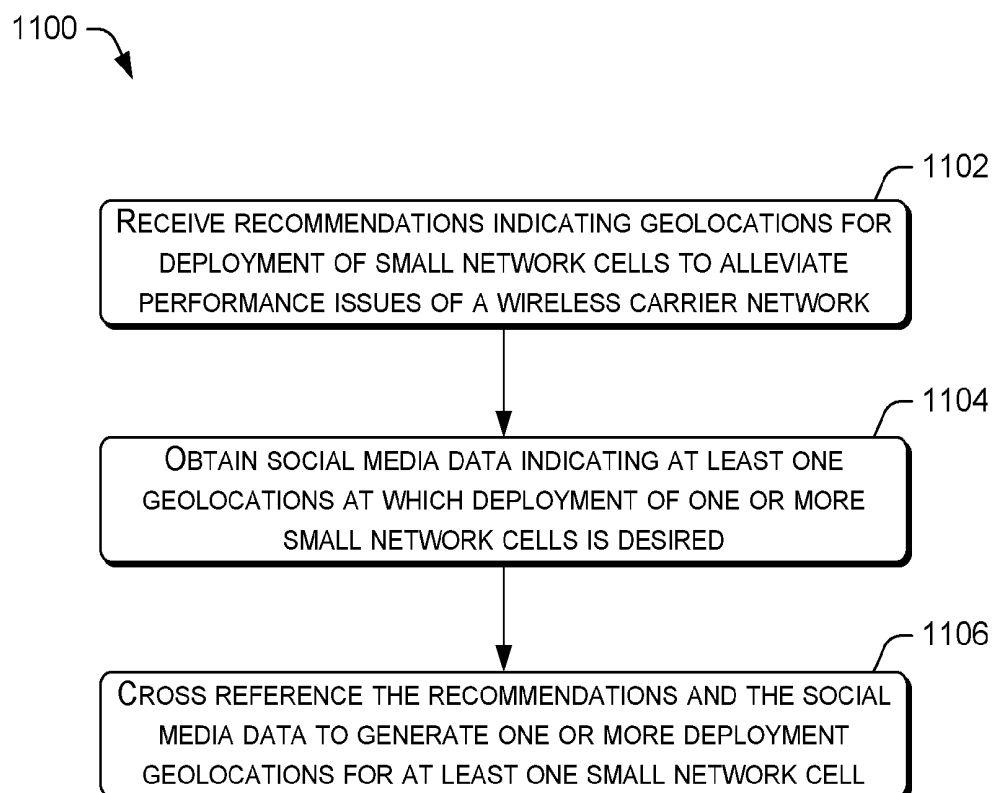 1100
1102
RECEIVE RECOMMENDATIONS INDICATING GEOLOCATIONS FOR
DEPLOYMENT OF SMALL NETWORK CELLS TO ALLEVIATE
PERFORMANCE ISSUES OF A WIRELESS CARRIER NETWORK
1104
OBTAIN SOCIAL MEDIA DATA INDICATING AT LEAST ONE
GEOLOCATIONS AT WHICH DEPLOYMENT OF ONE OR MORE
SMALL NETWORK CELLS IS DESIRED
1106
CROSS REFERENCE THE RECOMMENDATIONS AND THE SOCIAL
MEDIA DATA TO GENERATE ONE OR MORE DEPLOYMENT
GEOLOCATIONS FOR AT LEAST ONE SMALL NETWORK CELL